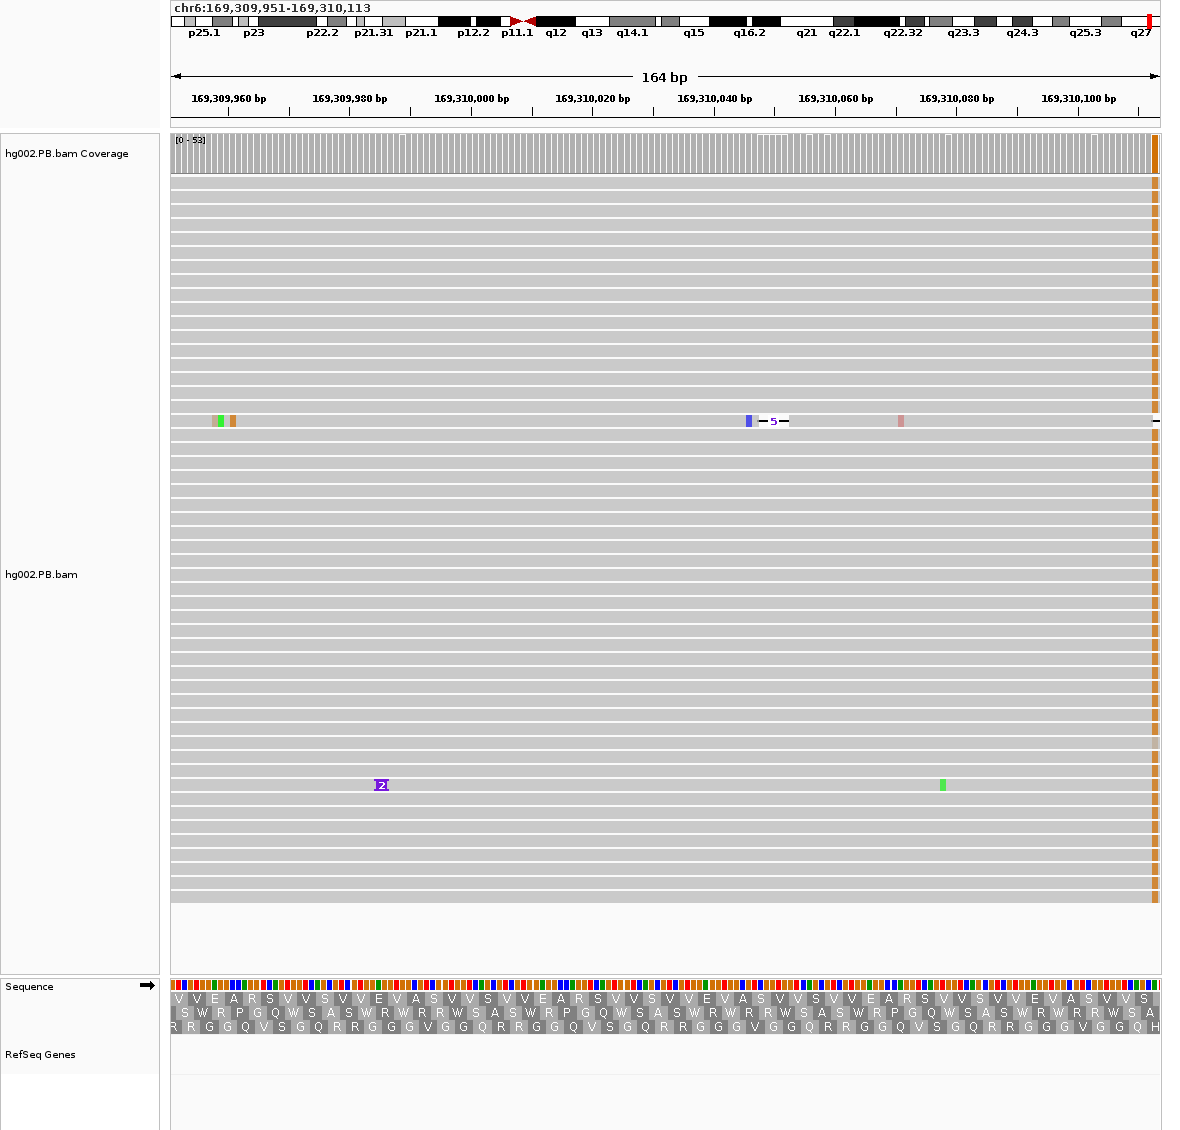 chr6:169,309,951-169,310,113
p25.1 p23 p22.2 p21.31 p21.1 p12.2 p11.1 q12 q13 q14.1 q15 q16.2 q21 q22.1 q22.32 q23.3 q24.3 q25.3 q27
164 bp
169,309,960 bp 169,309,980 bp 169,310,000 bp 169,310,020 bp 169,310,040 bp 169,310,060 bp 169,310,080 bp 169,310,100 bp
[0 - 53]
hg002.PB.bam Coverage
5
hg002.PB.bam
2
Sequence
V V E A R S V V S V V E V A S V V S V V E A R S V V S V V E V A S V V S V V E A R S V V S V V E V A S V V S
S W R P G Q W S A S W R W R R W S A S W R P G Q W S A S W R W R R W S A S W R P G Q W S A S W R W R R W S A
R R G G Q V S G Q R R G G G V G G Q R R G G Q V S G Q R R G G G V G G Q R R G G Q V S G Q R R G G G V G G Q H
RefSeq Genes